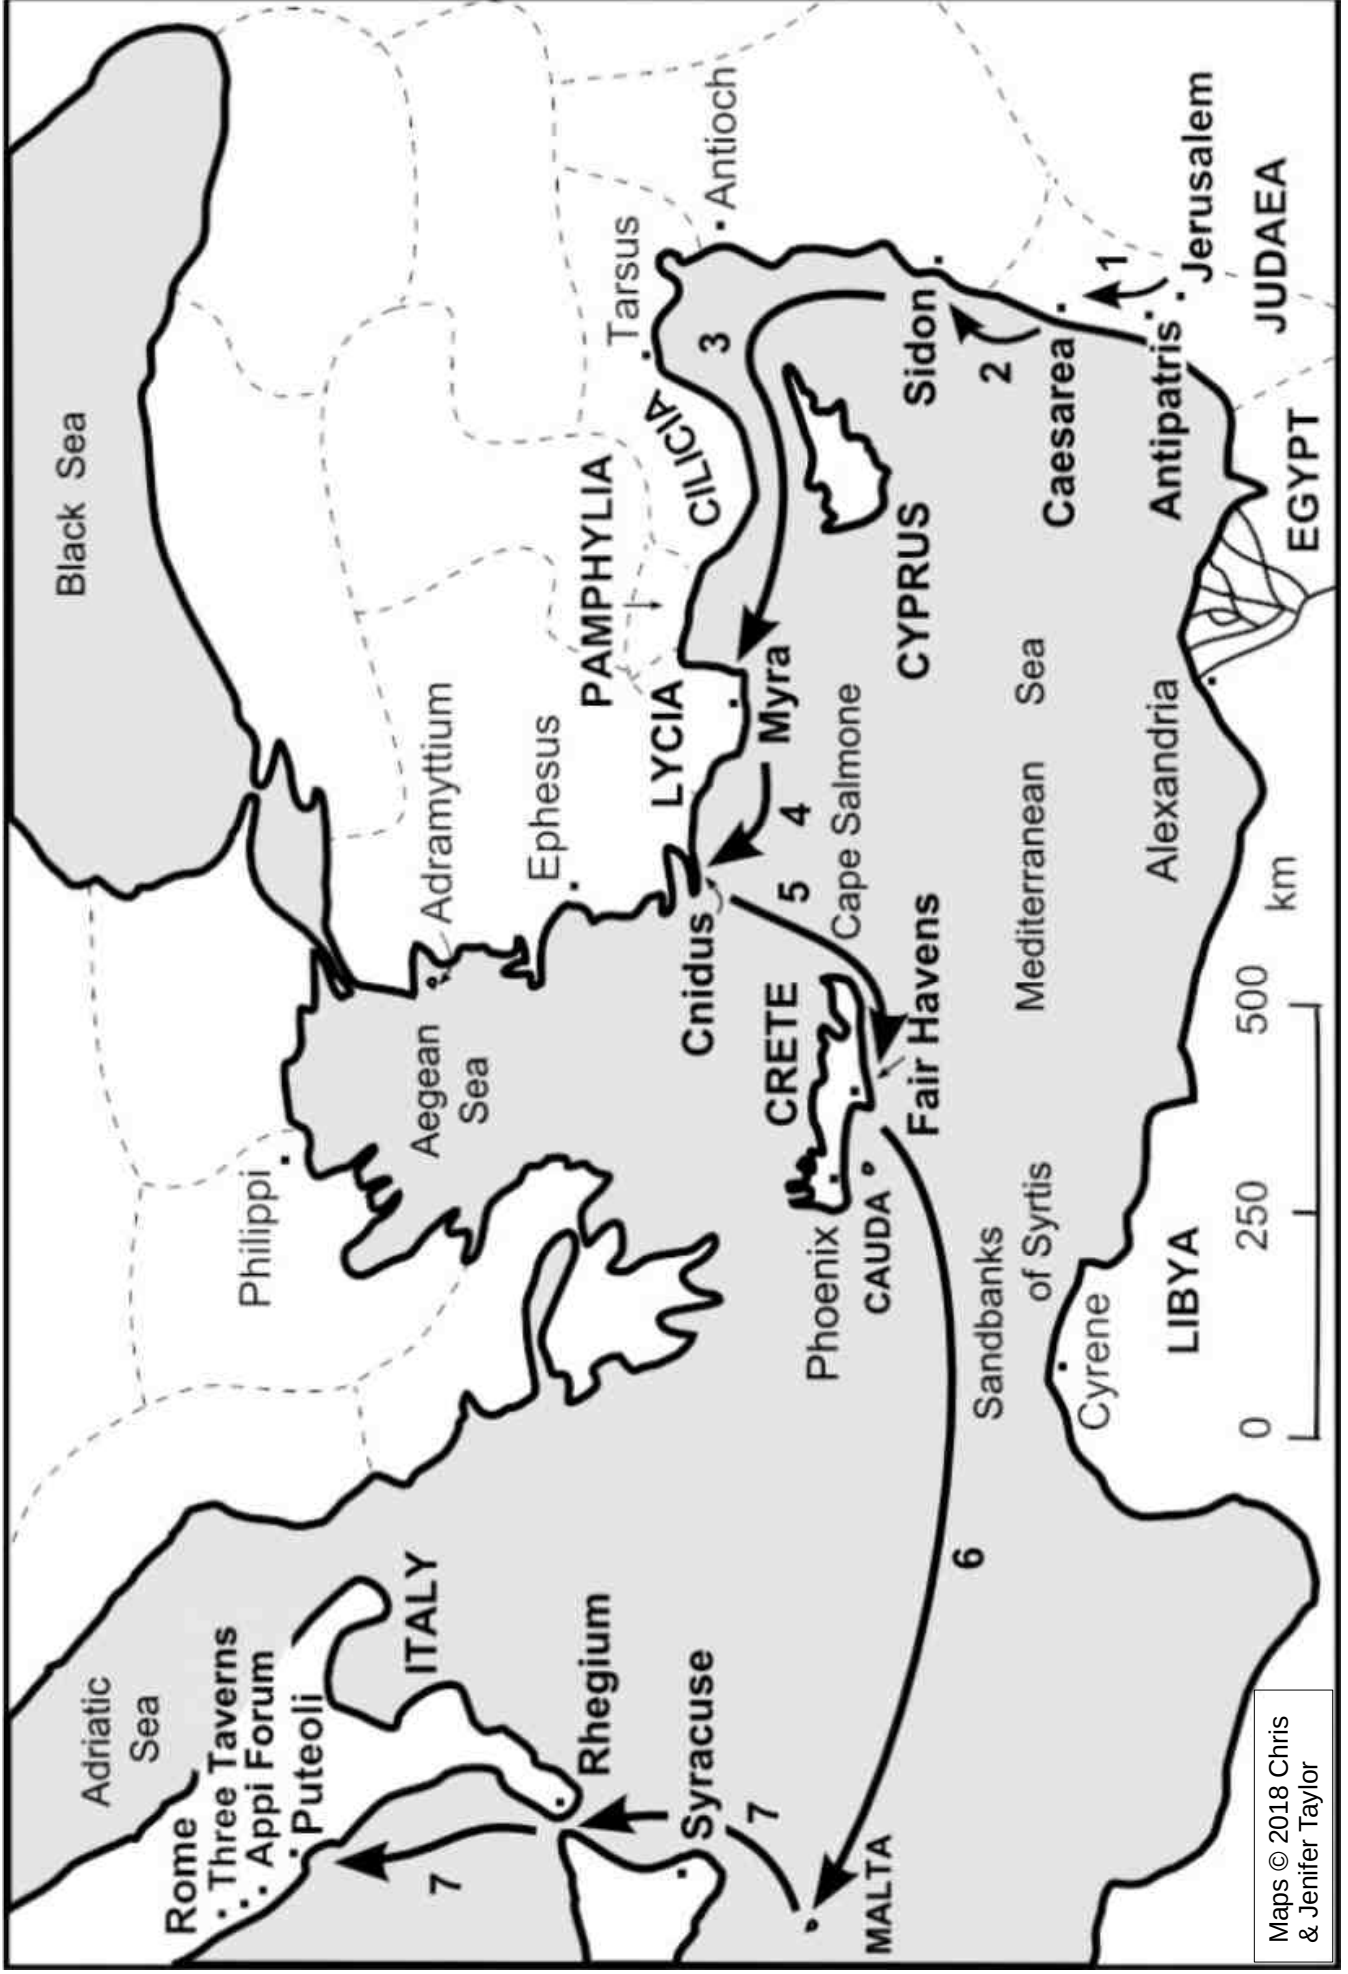 Black Sea
Adriatic
Sea
ROME
Three Taverns
Appi Forum
Puteoli
ITALY
Rhegium
Syracuse
MALTA
Philippi
Aegean
Sea
Adramyttium
Ephesus
PAMPHYLIA
LYCIA
CILICIA
Tarsus
Antioch
Cnidus
Myra
CRETE
Cape Salmone
Phoenix
CAUDA
Fair Havens
CYPRUS
Sidon
Caesarea
Antipatris
Jerusalem
JUDAEA
EGYPT
Alexandria
Mediterranean Sea
Sandbanks
of Syrtis
Cyrene
LIBYA
1
2
3
4
5
6
7
7
0 250 500 km
Maps © 2018 Chris
& Jenifer Taylor